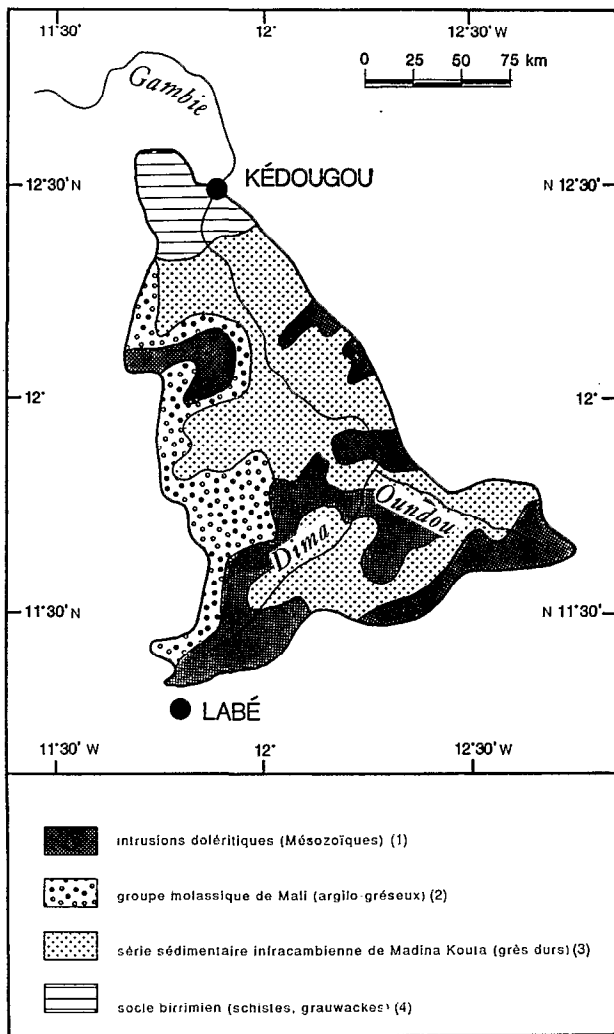 11°30' 12° 12°30' W
0 25 50 75 km
Gambie
12°30' N KÉDOUGOU N 12°30'
12° 12°
Oundou
Dima
11°30' N N 11°30'
LABÉ
11°30' W 12° 12°30' W
intrusions doléritiques (Mésozoïques) (1)
groupe molassique de Mali (argilo-gréseux) (2)
série sédimentaire infracambienne de Madina Kouta (grès durs) (3)
socle birrimien (schistes, grauwackes) (4)